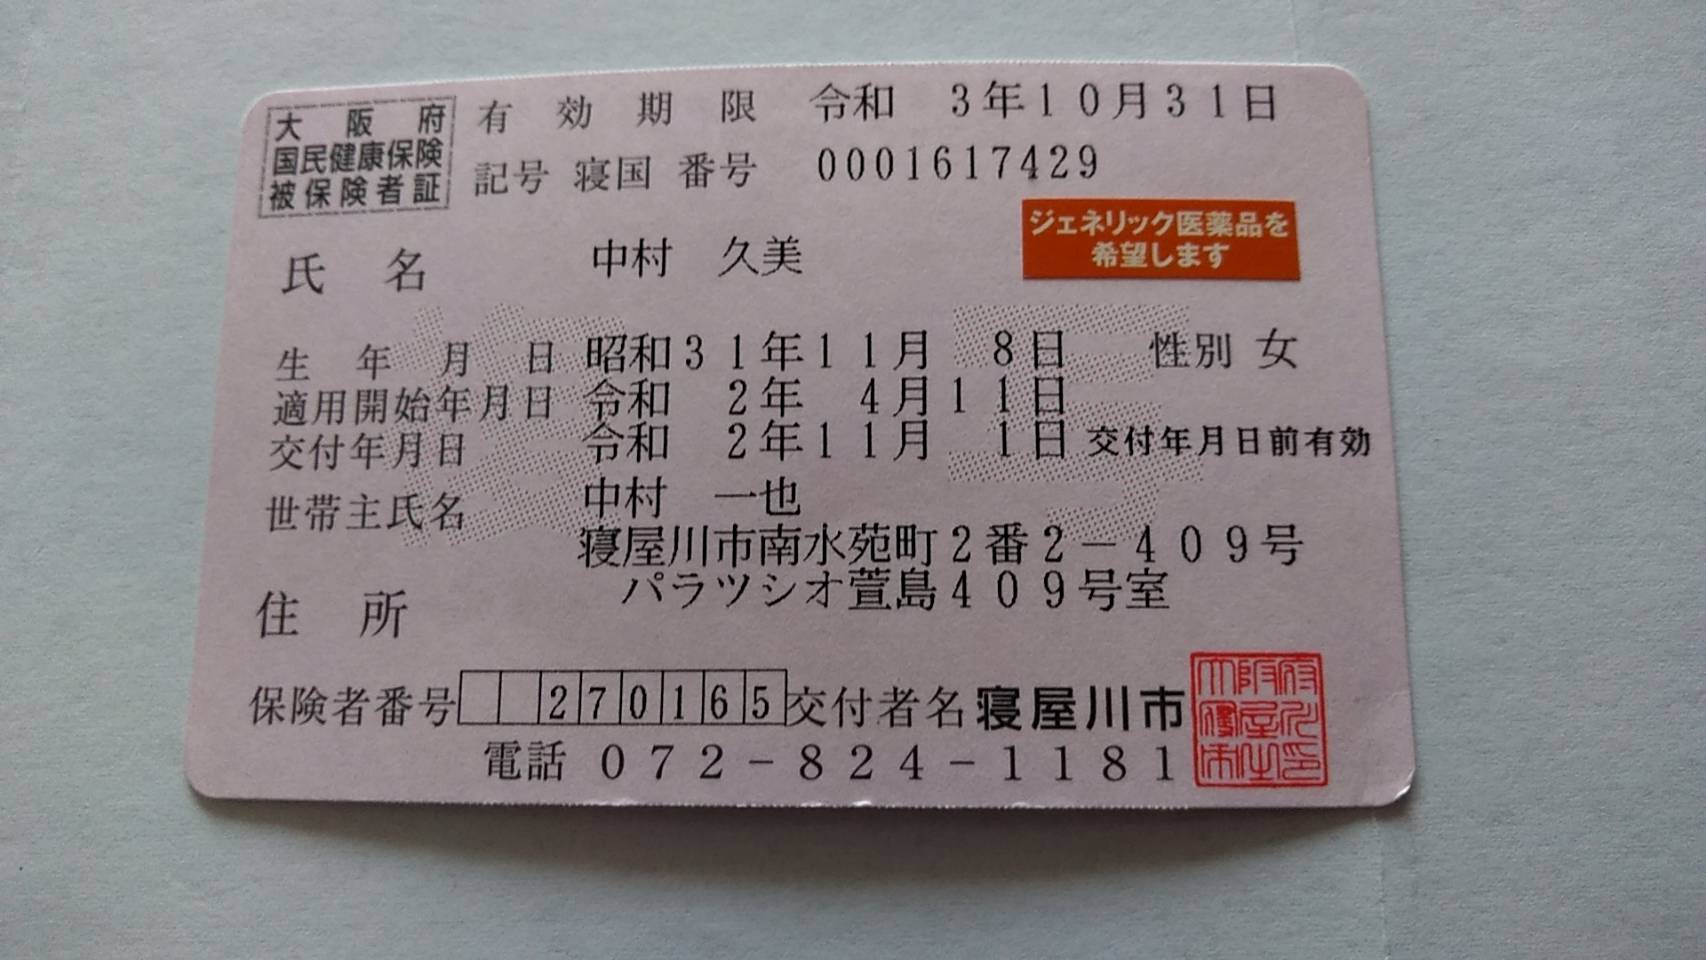 大阪府
国民健康保険
被保険者証
有効期限 令和 3年10月31日
記号 寝国 番号 0001617429
ジェネリック医薬品を
希望します
氏名 中村 久美
生年月日 昭和31年11月 8日 性別 女
適用開始年月日 令和 2年 4月11日
交付年月日 令和 2年11月 1日 交付年月日前有効
世帯主氏名 中村 一也
寝屋川市南水苑町2番2-409号
パラツシオ萱島409号室
住所
保険者番号 270165 交付者名 寝屋川市
電話 072-824-1181